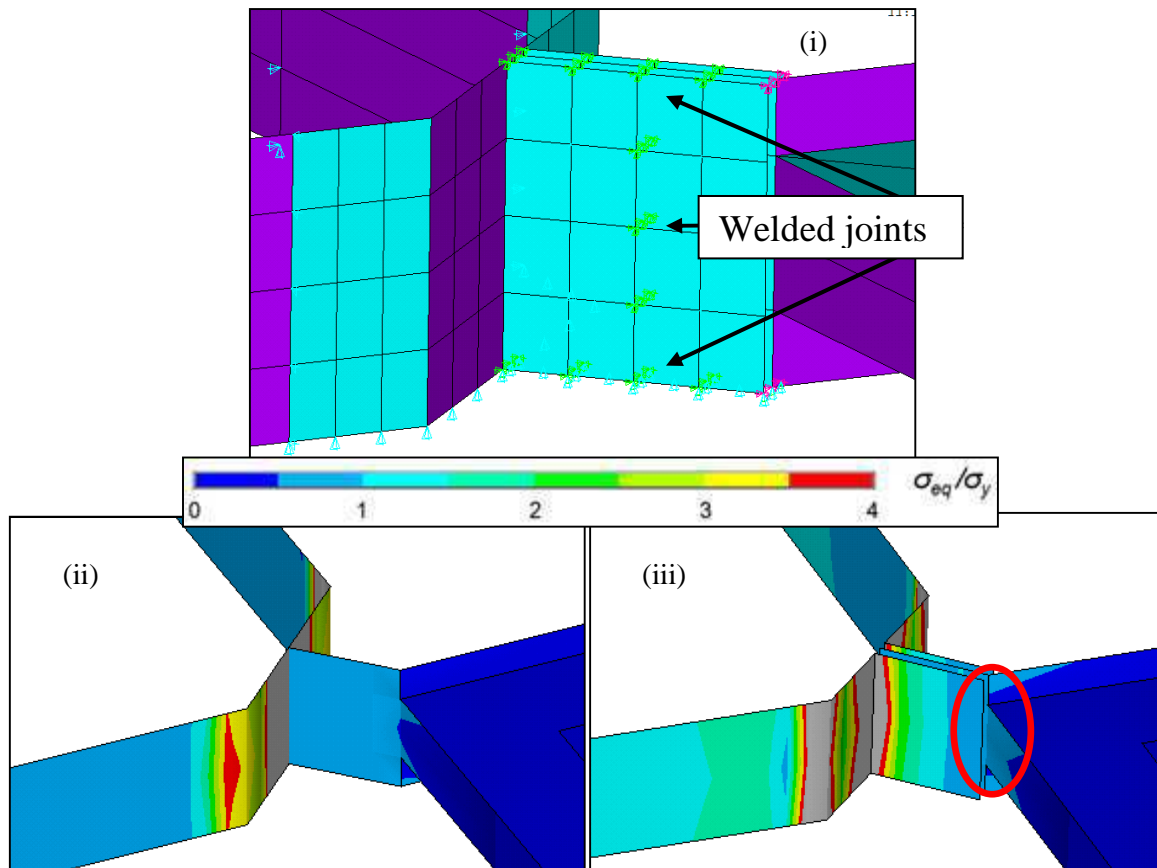 (i)
Welded joints
σeq/σy
0 1 2 3 4
(ii)
(iii)